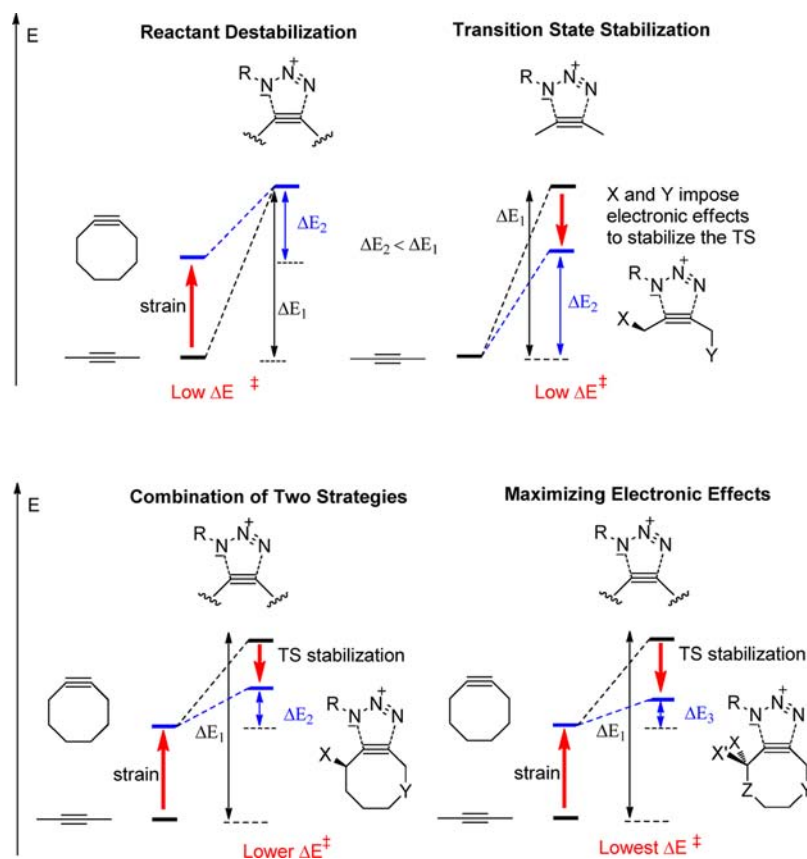 E
Reactant Destabilization
Transition State Stabilization
R
N
N
+
N
R
N
N
+
N
ΔE₂
ΔE₁
strain
Low ΔE ‡
ΔE₂ < ΔE₁
ΔE₁
ΔE₂
X and Y impose
electronic effects
to stabilize the TS
R
N
N
+
N
X
Y
Low ΔE‡
E
Combination of Two Strategies
Maximizing Electronic Effects
R
N
N
+
N
R
N
N
+
N
TS stabilization
ΔE₁
ΔE₂
strain
R
N
N
+
N
X
Y
Lower ΔE‡
TS stabilization
ΔE₁
ΔE₃
strain
R
N
N
+
N
X' X
Z
Y
Lowest ΔE‡